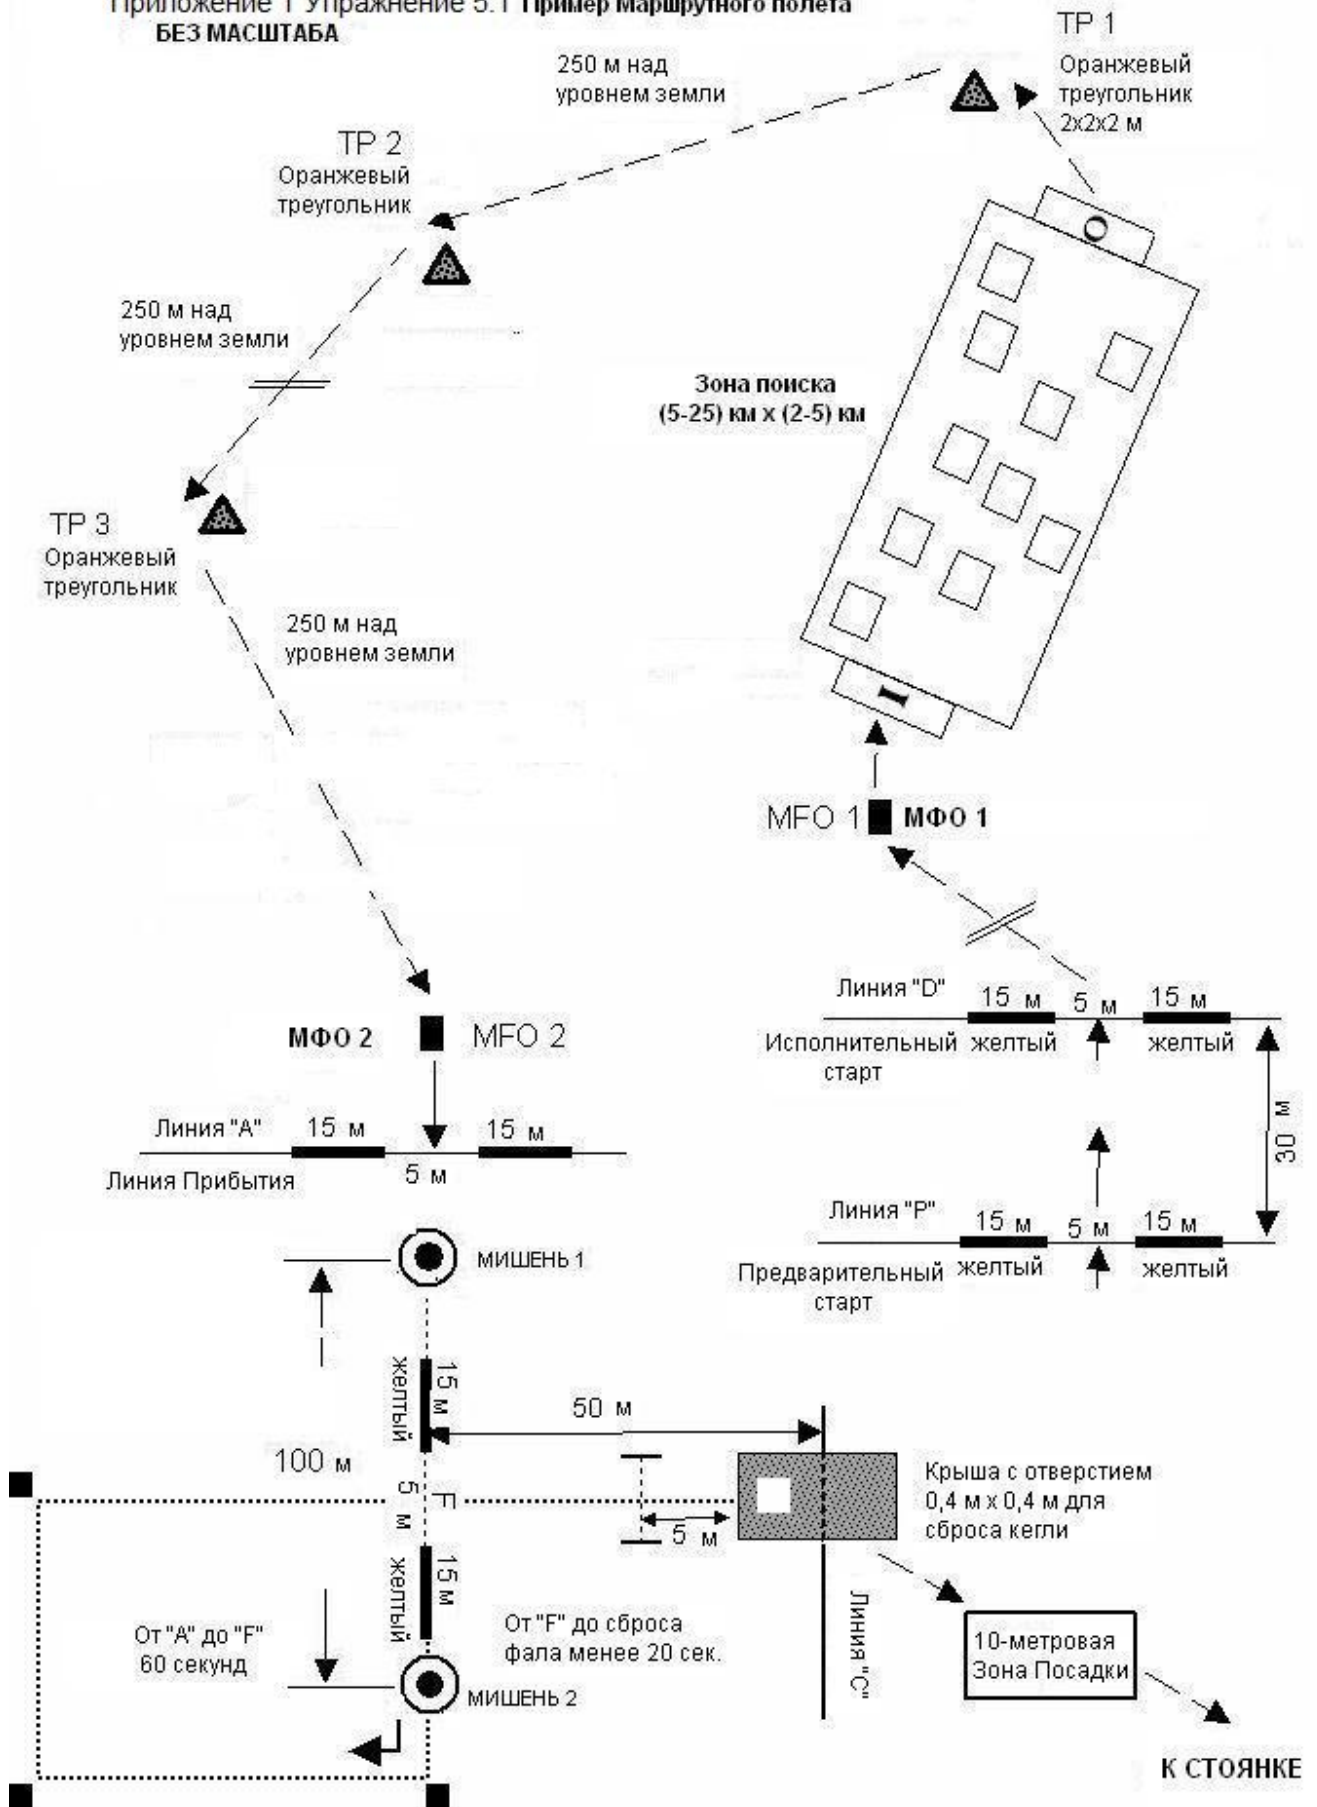 Приложение 1 Упражнение 5.1 Пример Маршрутного полета
БЕЗ МАСШТАБА
ТР 1
Оранжевый
треугольник
2х2х2 м
250 м над
уровнем земли
ТР 2
Оранжевый
треугольник
250 м над
уровнем земли
Зона поиска
(5-25) км х (2-5) км
O
I
ТР 3
Оранжевый
треугольник
250 м над
уровнем земли
MFO 1 МФО 1
Линия "D"
15 м 5 м 15 м
Исполнительный желтый желтый
старт
30 м
Линия "P"
15 м 5 м 15 м
Предварительный желтый желтый
старт
МФО 2 MFO 2
Линия "А" 15 м 15 м
Линия Прибытия 5 м
МИШЕНЬ 1
желтый 15 м
50 м
100 м
5 м F
5 м
Крыша с отверстием
0,4 м х 0,4 м для
сброса кегли
желтый 15 м
От "А" до "F"
60 секунд
От "F" до сброса
фала менее 20 сек.
Линия "С"
10-метровая
Зона Посадки
МИШЕНЬ 2
К СТОЯНКЕ